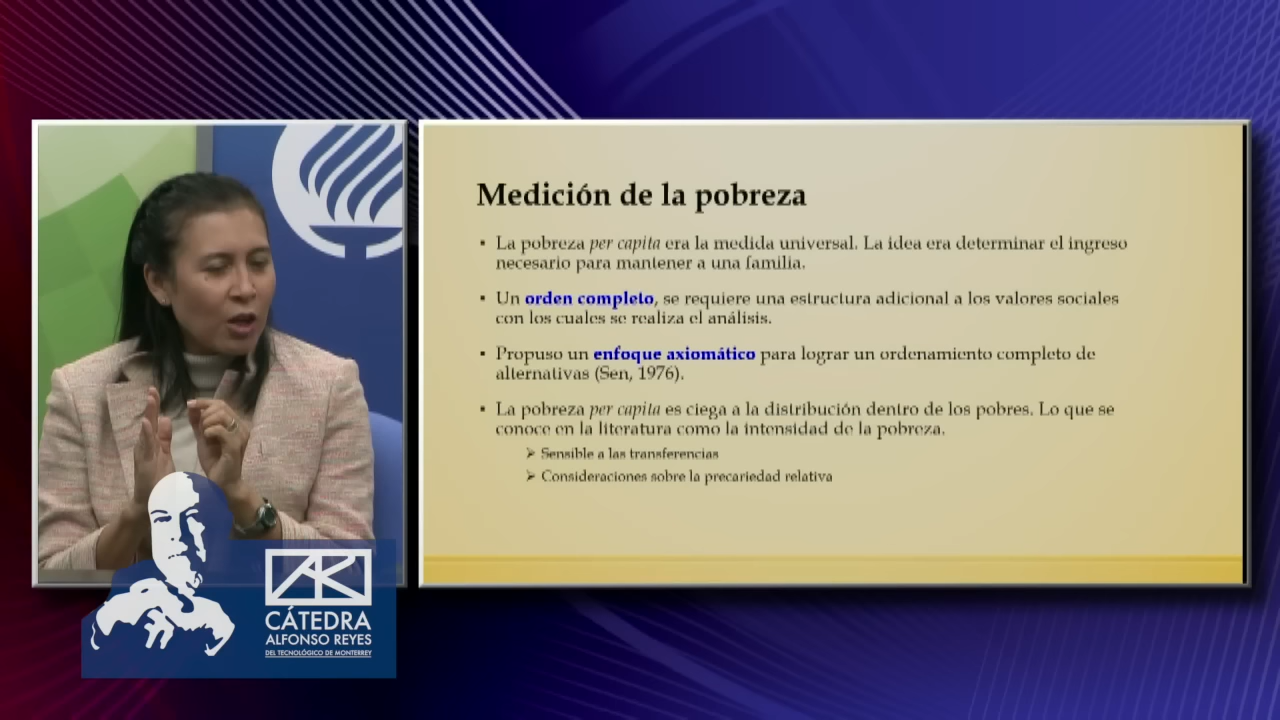 Medición de la pobreza
▪ La pobreza per capita era la medida universal. La idea era determinar el ingreso
necesario para mantener a una familia.
▪ Un orden completo, se requiere una estructura adicional a los valores sociales
con los cuales se realiza el análisis.
▪ Propuso un enfoque axiomático para lograr un ordenamiento completo de
alternativas (Sen, 1976).
▪ La pobreza per capita es ciega a la distribución dentro de los pobres. Lo que se
conoce en la literatura como la intensidad de la pobreza.
➢ Sensible a las transferencias
➢ Consideraciones sobre la precariedad relativa
AR
CÁTEDRA
ALFONSO REYES
DEL TECNOLÓGICO DE MONTERREY